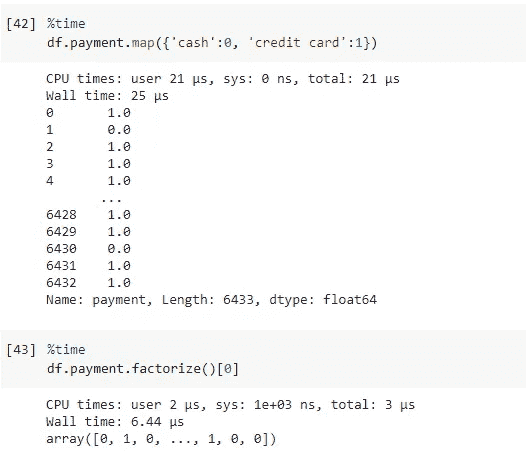 [42] %time
df.payment.map({'cash':0, 'credit card':1})
CPU times: user 21 µs, sys: 0 ns, total: 21 µs
Wall time: 25 µs
0 1.0
1 0.0
2 1.0
3 1.0
4 1.0
...
6428 1.0
6429 1.0
6430 0.0
6431 1.0
6432 1.0
Name: payment, Length: 6433, dtype: float64
[43] %time
df.payment.factorize()[0]
CPU times: user 2 µs, sys: 1e+03 ns, total: 3 µs
Wall time: 6.44 µs
array([0, 1, 0, ..., 1, 0, 0])